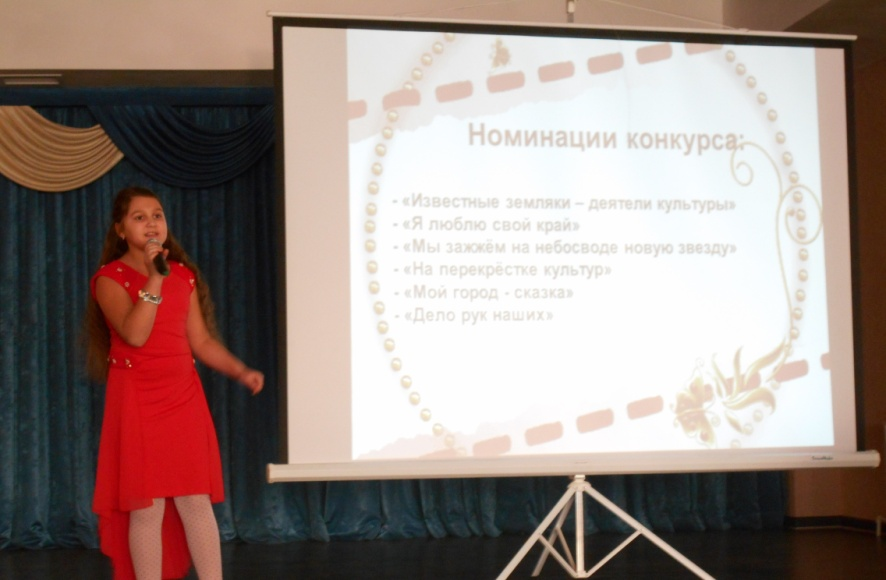 Номинации конкурса:
- «Известные земляки – деятели культуры»
- «Я люблю свой край»
- «Мы зажжём на небосводе новую звезду»
- «На перекрёстке культур»
- «Мой город - сказка»
- «Дело рук наших»